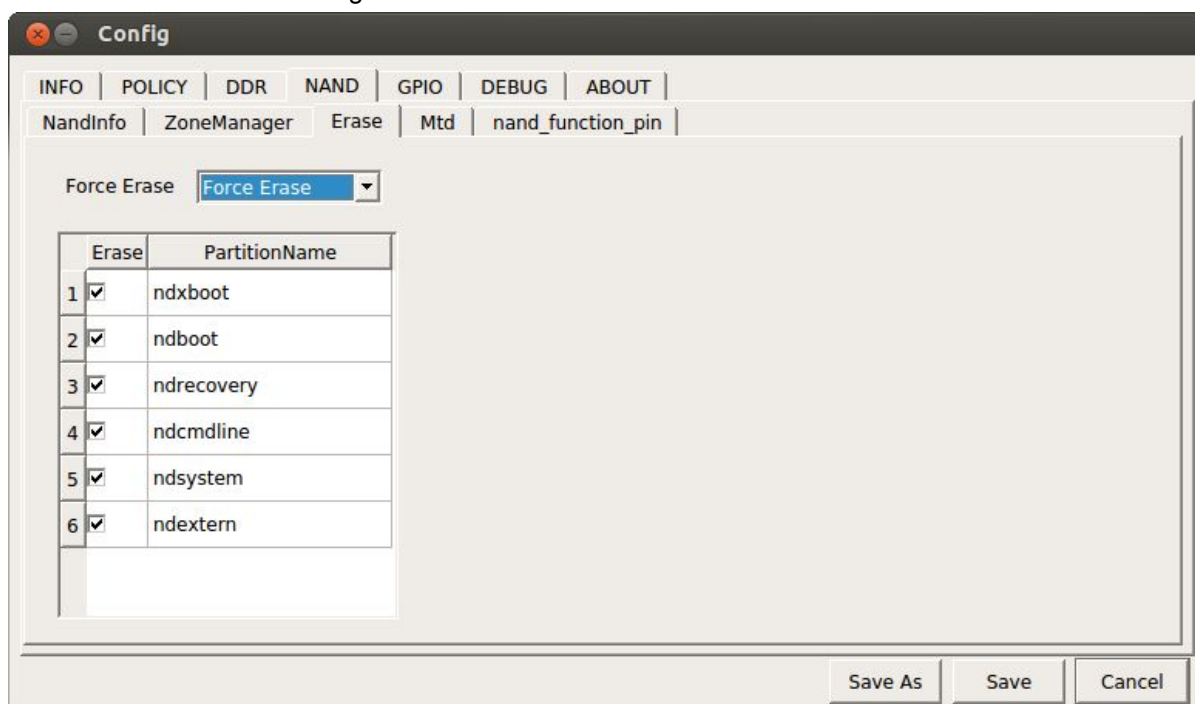 Config
INFO POLICY DDR NAND GPIO DEBUG ABOUT
NandInfo ZoneManager Erase Mtd nand_function_pin
Force Erase Force Erase
Erase PartitionName
1 ndxboot
2 ndboot
3 ndrecovery
4 ndcmdline
5 ndsystem
6 ndextern
Save As Save Cancel